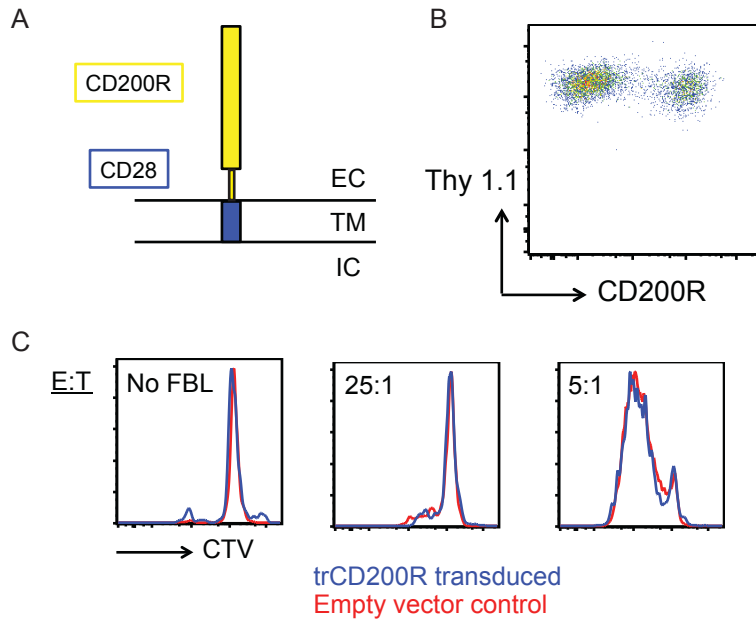 A
CD200R
CD28
EC
TM
IC
B
Thy 1.1
CD200R
C
E:T
No FBL
25:1
5:1
CTV
trCD200R transduced
Empty vector control